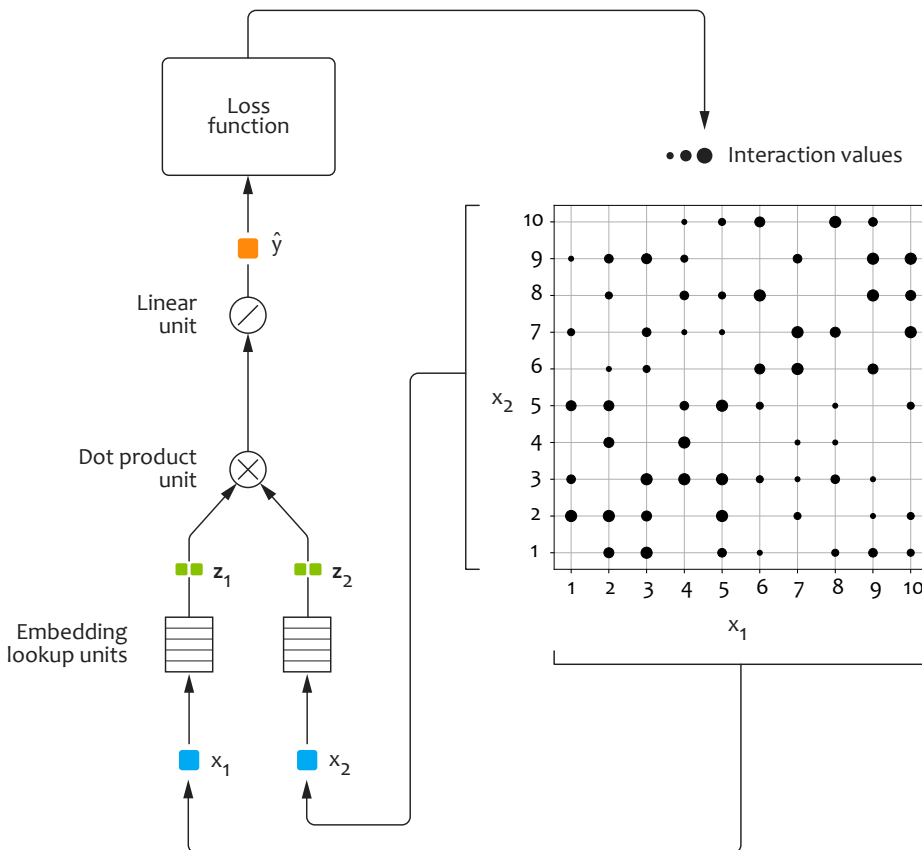 Loss
function
Interaction values
ŷ
Linear
unit
Dot product
unit
z1
z2
Embedding
lookup units
x1
x2
10
9
8
7
6
5
4
3
2
1
x2
1 2 3 4 5 6 7 8 9 10
x1